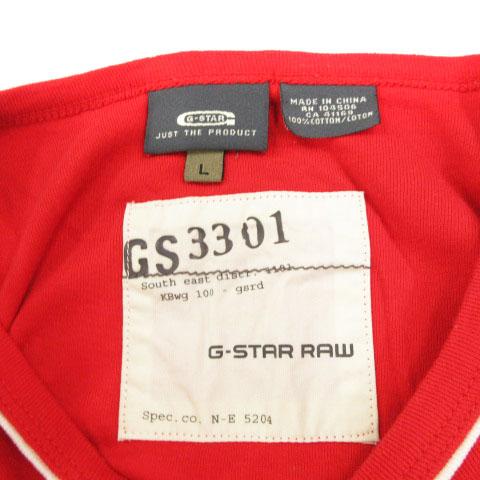 G-STAR
JUST THE PRODUCT
L
MADE IN CHINA
RN 104506
CA 41165
100% COTTON/COTON
GS 3301
South east distr.
KBwg 100 - gsrd
G-STAR RAW
Spec.co. N-E 5204